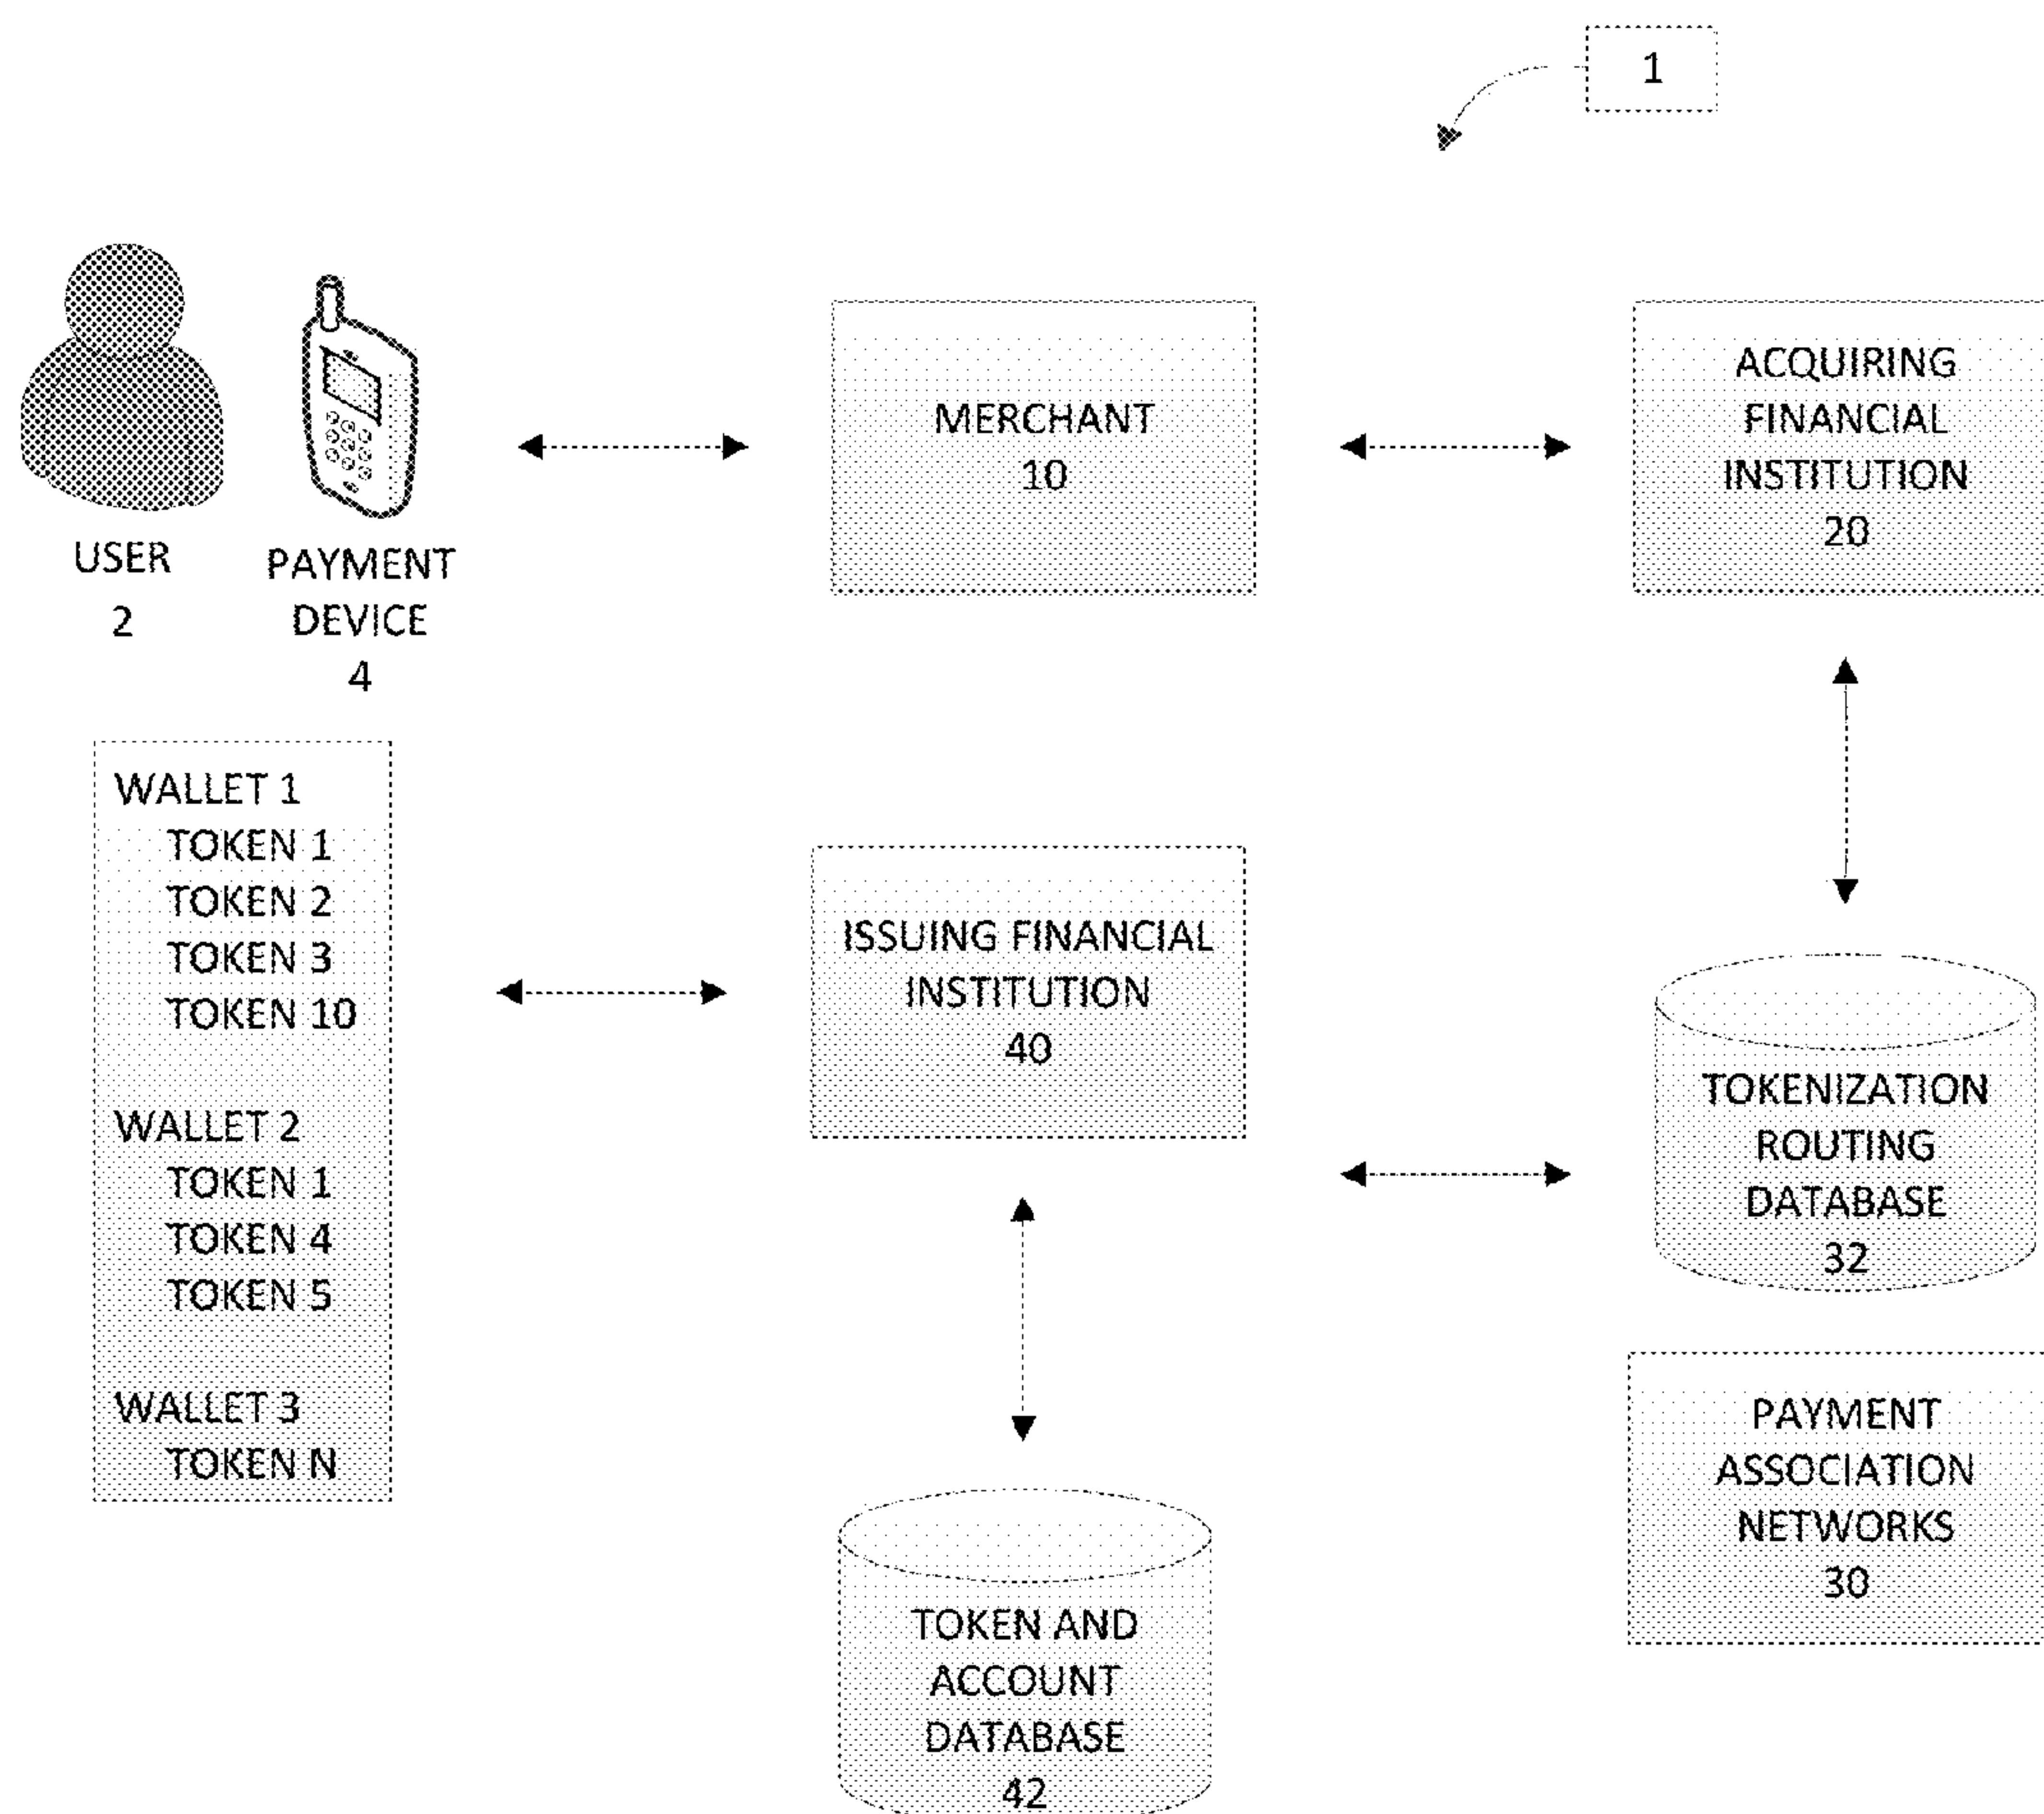 1
USER
2
PAYMENT
DEVICE
4
MERCHANT
10
ACQUIRING
FINANCIAL
INSTITUTION
20
WALLET 1
TOKEN 1
TOKEN 2
TOKEN 3
TOKEN 10
WALLET 2
TOKEN 1
TOKEN 4
TOKEN 5
WALLET 3
TOKEN N
ISSUING FINANCIAL
INSTITUTION
40
TOKENIZATION
ROUTING
DATABASE
32
PAYMENT
ASSOCIATION
NETWORKS
30
TOKEN AND
ACCOUNT
DATABASE
42